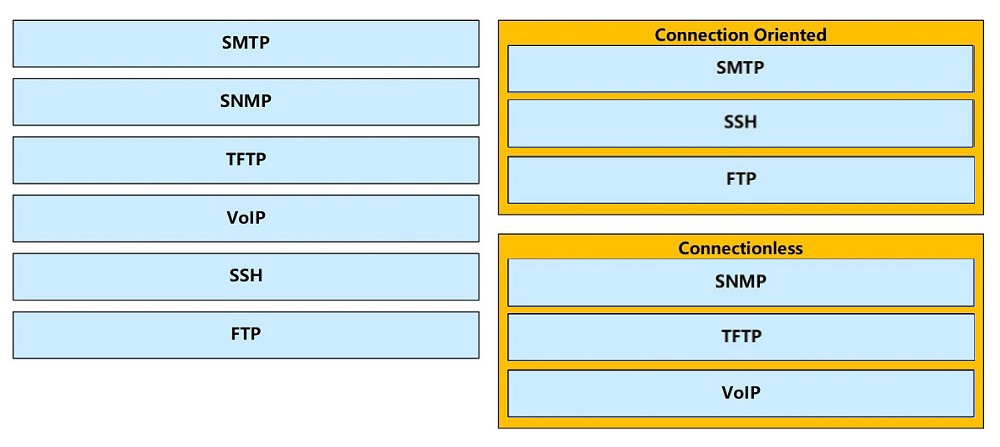 SMTP
SNMP
TFTP
VoIP
SSH
FTP
Connection Oriented
SMTP
SSH
FTP
Connectionless
SNMP
TFTP
VoIP